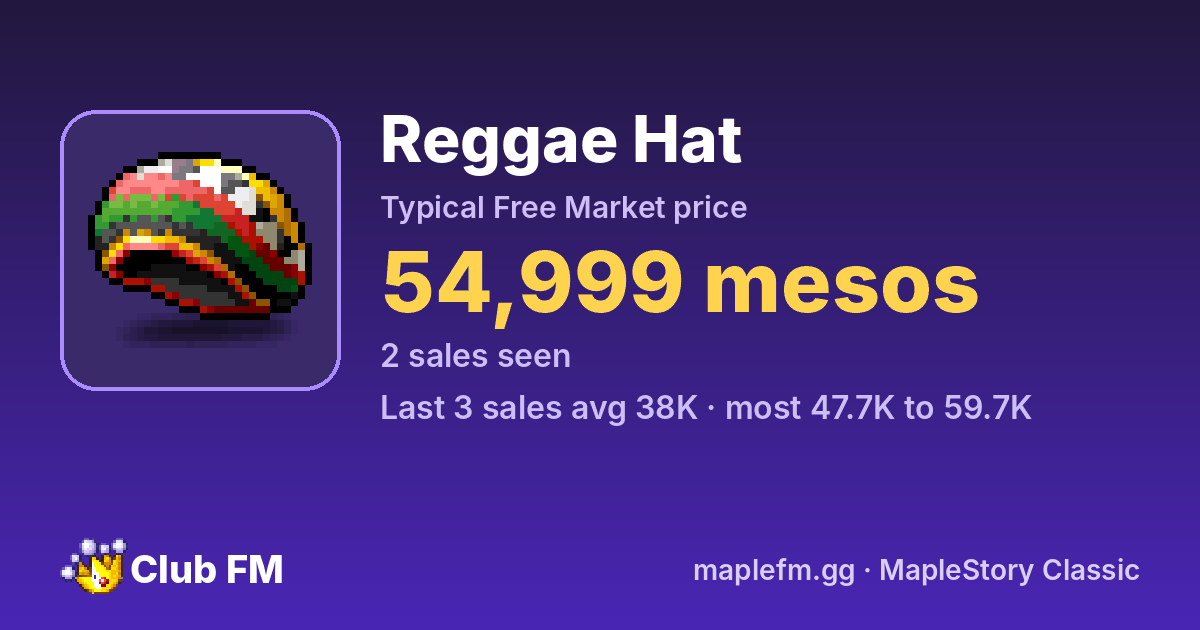 Reggae Hat
Typical Free Market price
54,999 mesos
2 sales seen
Last 3 sales avg 38K · most 47.7K to 59.7K
Club FM
maplefm.gg · MapleStory Classic